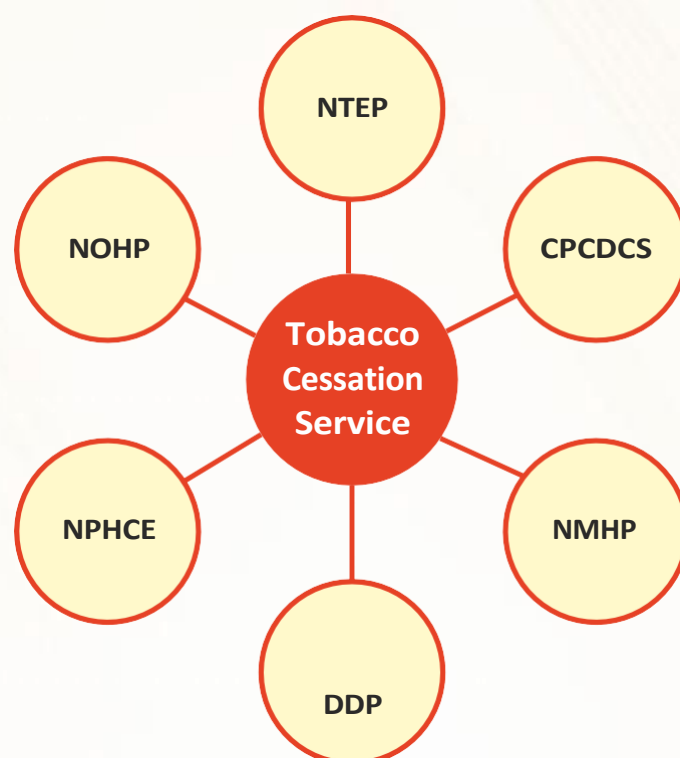 NTEP
NOHP
CPCDCS
Tobacco
Cessation
Service
NPHCE
NMHP
DDP